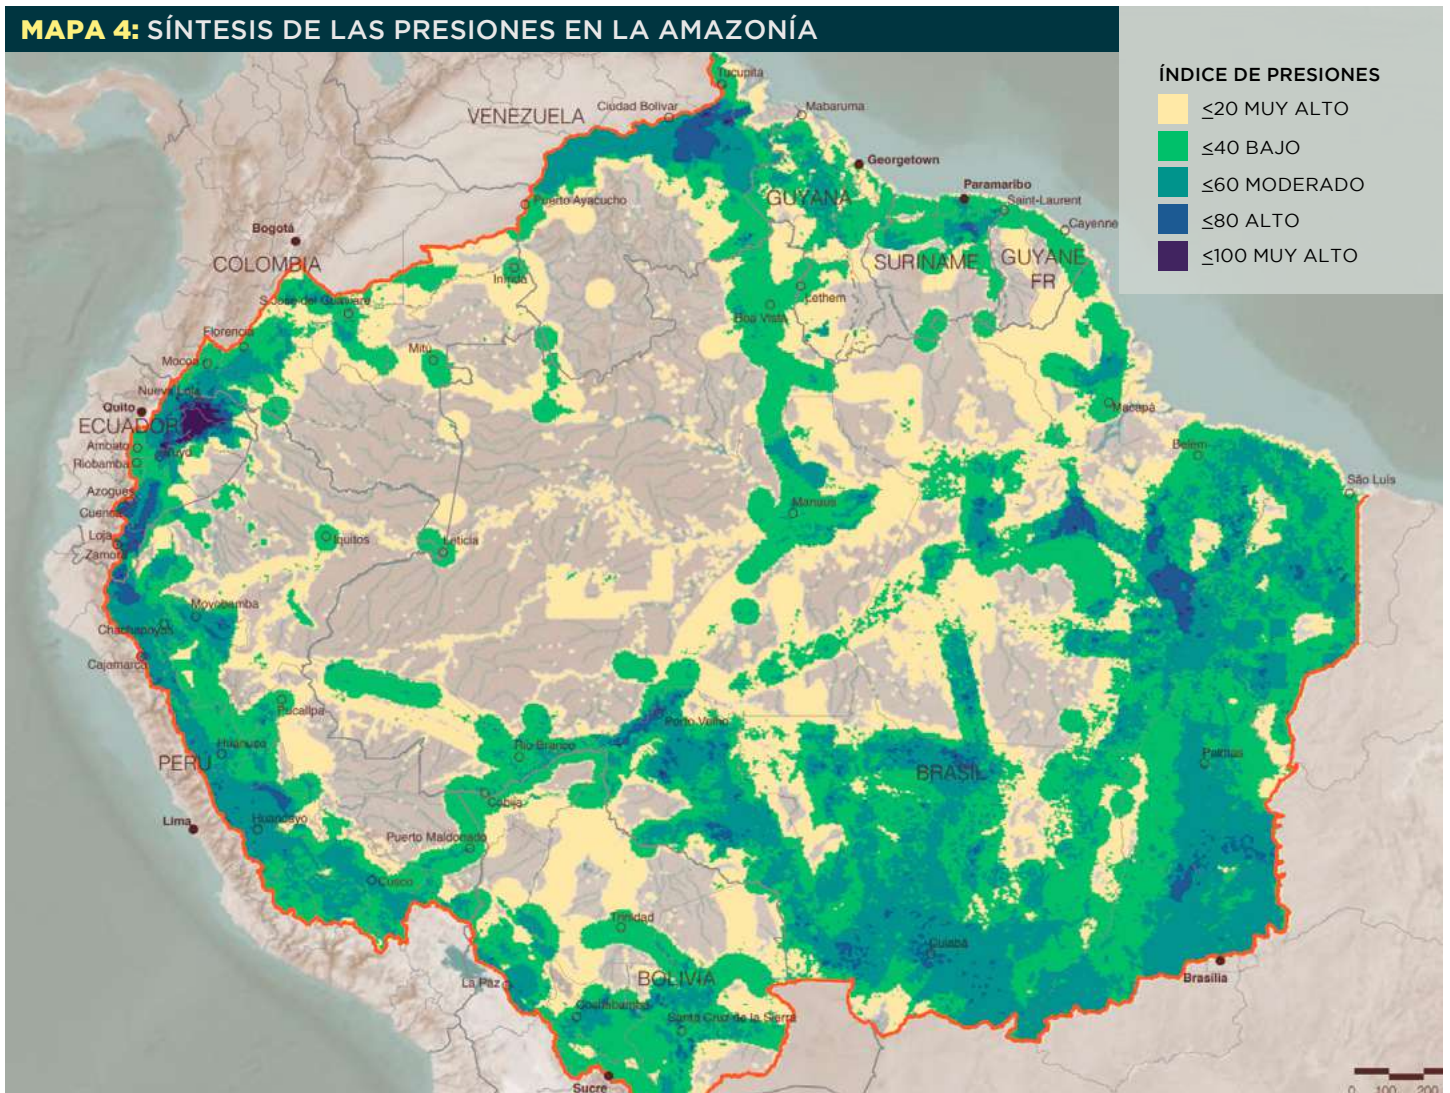 MAPA 4: SÍNTESIS DE LAS PRESIONES EN LA AMAZONÍA
ÍNDICE DE PRESIONES
≤20 MUY ALTO
≤40 BAJO
≤60 MODERADO
≤80 ALTO
≤100 MUY ALTO
Tucupita
VENEZUELA
Ciudad Bolívar
Mabaruma
Georgetown
Paramaribo
Puerto Ayacucho
GUYANA
Saint-Laurent
Cayenne
Bogotá
COLOMBIA
SURINAME
GUYANE
FR
Inírida
S.José del Guaviare
Lethem
Boa Vista
Florencia
Mitú
Mocoa
Nueva Loja
Quito
Macapá
ECUADOR
Ambato
Puyo
Riobamba
Belém
São Luís
Azogues
Cuenca
Manaus
Loja
Iquitos
Leticia
Zamora
Moyobamba
Chachapoyas
Cajamarca
Pucallpa
Porto Velho
Huánuco
Rio Branco
PERU
BRASIL
Palmas
Cobija
Lima
Huancayo
Puerto Maldonado
Cusco
Trinidad
Cuiabá
La Paz
BOLIVIA
Brasília
Cochabamba
Santa Cruz de la Sierra
Sucre
0 100 200